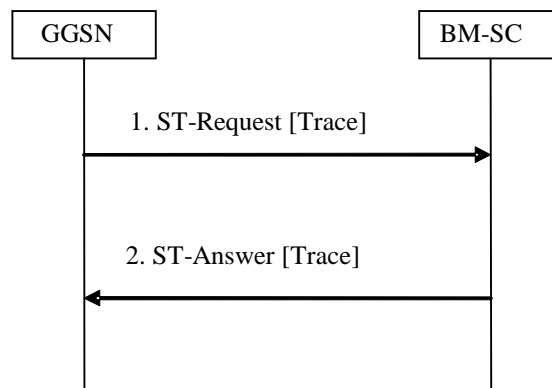 GGSN
BM-SC
1. ST-Request [Trace]
2. ST-Answer [Trace]